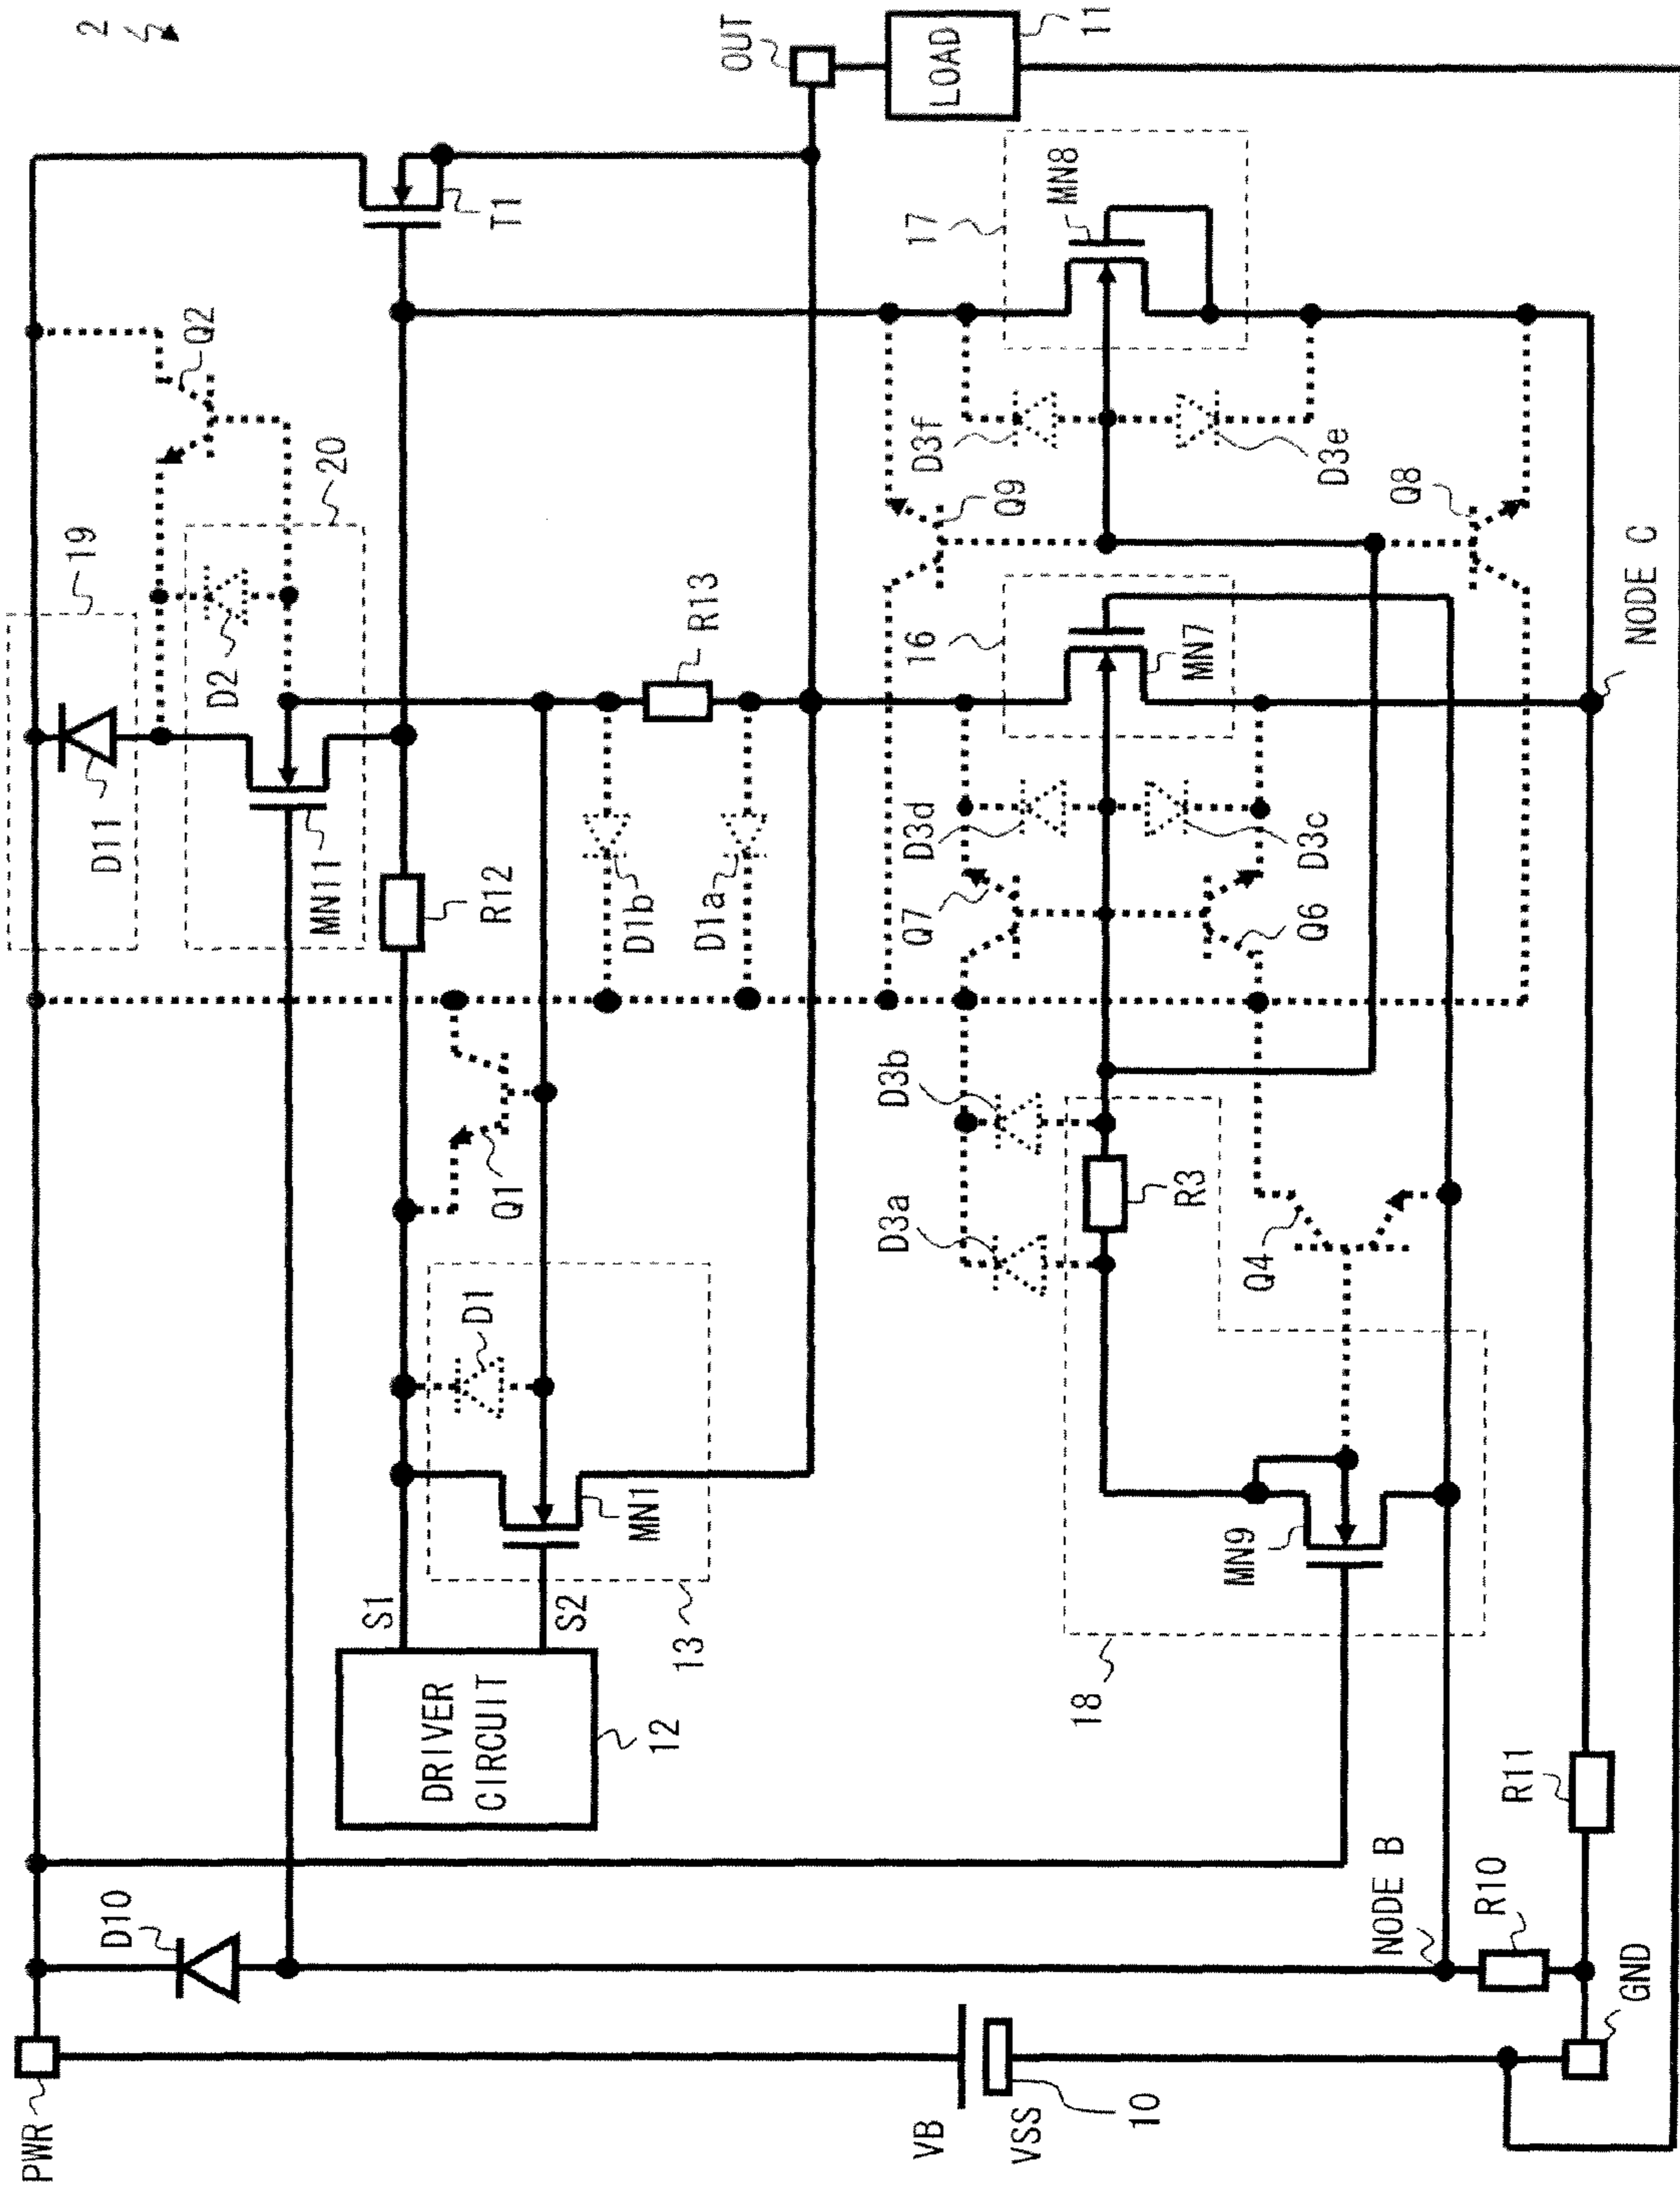 2
PWR
D10
19
D11
Q2
20
D2
MN11
OUT
T1
LOAD
11
S1
DRIVER
CIRCUIT
12
S2
13
MN1
D1
Q1
R12
D1b
D1a
R13
VB
VSS
10
18
MN9
D3a
D3b
R3
Q4
Q7
Q6
D3d
D3c
16
MN7
Q9
Q8
D3f
D3e
17
MN8
NODE B
R10
GND
R11
NODE C